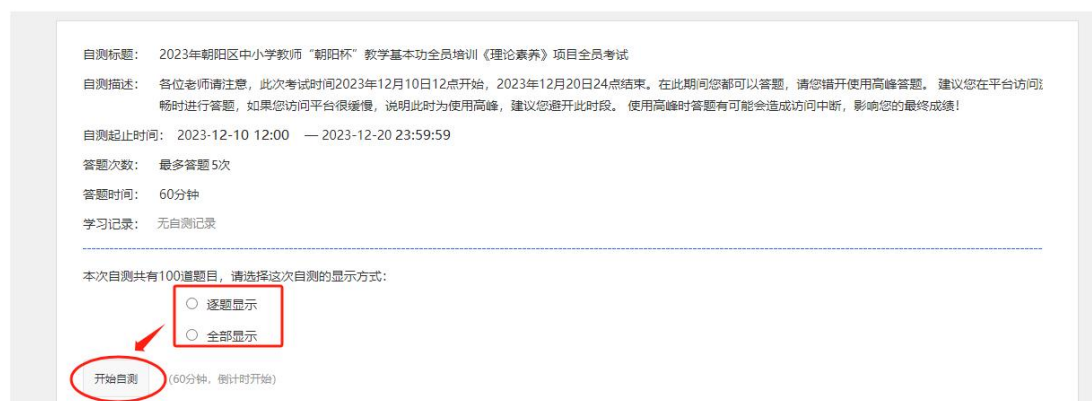 自测标题： 2023年朝阳区中小学教师“朝阳杯”教学基本功全员培训《理论素养》项目全员考试
自测描述： 各位老师请注意，此次考试时间2023年12月10日12点开始，2023年12月20日24点结束。在此期间您都可以答题，请您错开使用高峰答题。 建议您在平台访问
畅时进行答题，如果您访问平台很缓慢，说明此时为使用高峰，建议您避开此时段。 使用高峰时答题有可能会造成访问中断，影响您的最终成绩！
自测起止时间： 2023-12-10 12:00 — 2023-12-20 23:59:59
答题次数： 最多答题5次
答题时间： 60分钟
学习记录： 无自测记录
本次自测共有100道题目，请选择这次自测的显示方式：
逐题显示
全部显示
开始自测 (60分钟，倒计时开始)